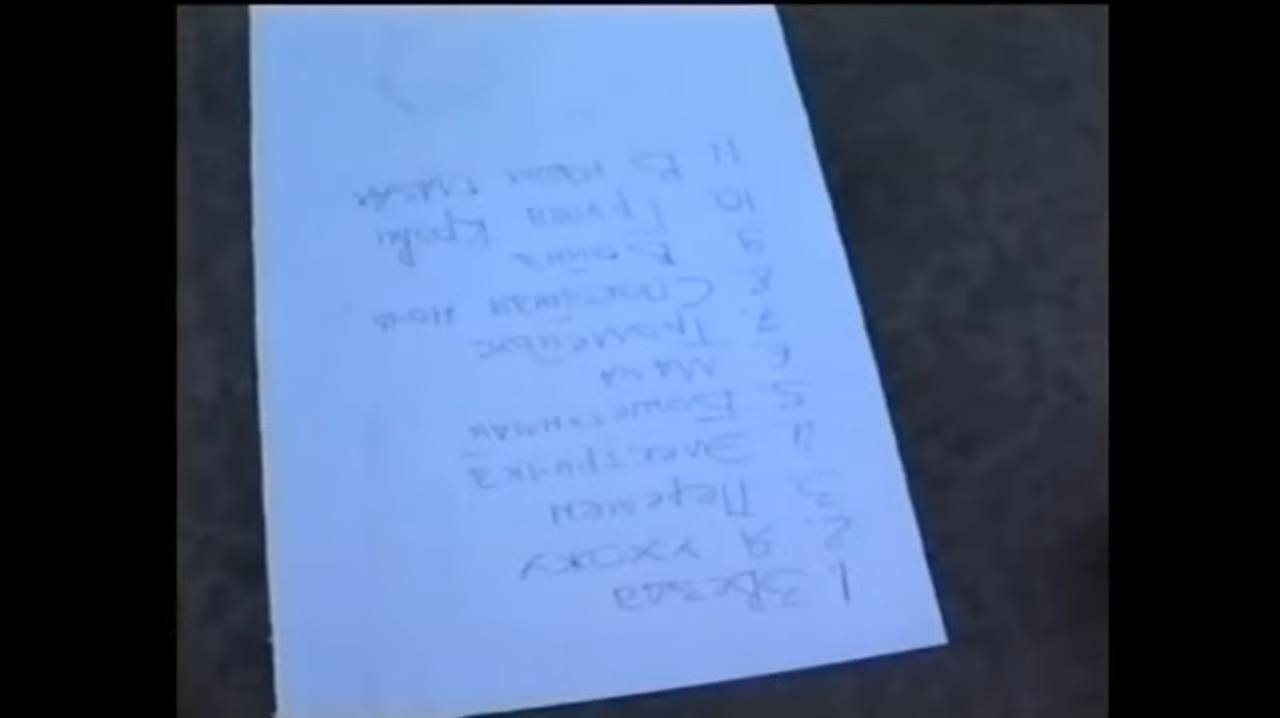 1. Звезда
2. Я ухожу
3. Перемен
4. Электричка
5. Бошетунмай
6. Мама
7. Тролейбус
8. Спокойная ночь
9. Война
10. Группа Крови
11. В наших глазах